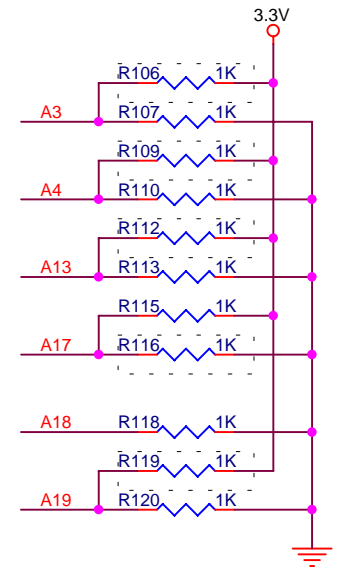 3.3V
R106 1K
A3 R107 1K
R109 1K
A4 R110 1K
R112 1K
A13 R113 1K
R115 1K
A17 R116 1K
A18 R118 1K
R119 1K
A19 R120 1K